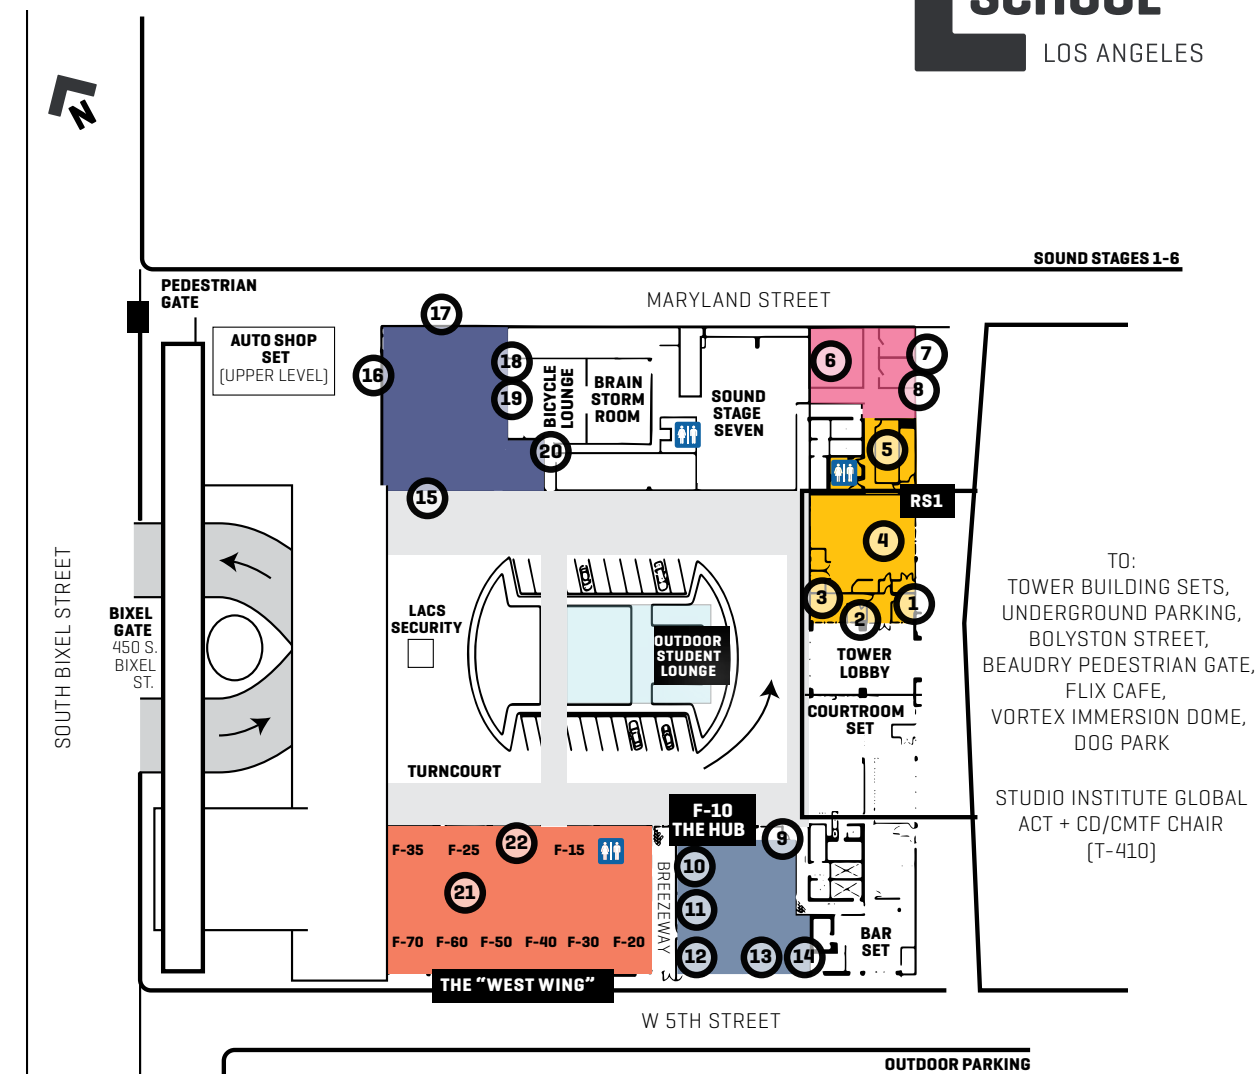 SCHOOL
LOS ANGELES
N
SOUND STAGES 1-6
PEDESTRIAN
GATE
MARYLAND STREET
17
AUTO SHOP
SET
(UPPER LEVEL)
16
18
19
BICYCLE
LOUNGE
BRAIN
STORM
ROOM
SOUND
STAGE
SEVEN
6
7
8
20
5
15
RS1
4
SOUTH BIXEL STREET
BIXEL
GATE
450 S.
BIXEL
ST.
LACS
SECURITY
OUTDOOR
STUDENT
LOUNGE
3
2
1
TOWER
LOBBY
COURTROOM
SET
TURNCOURT
TO:
TOWER BUILDING SETS,
UNDERGROUND PARKING,
BOLYSTON STREET,
BEAUDRY PEDESTRIAN GATE,
FLIX CAFE,
VORTEX IMMERSION DOME,
DOG PARK
STUDIO INSTITUTE GLOBAL
ACT + CD/CMTF CHAIR
(T-410)
F-10
THE HUB
9
F-35
F-25
22
F-15
10
21
BREEZEWAY
11
F-70
F-60
F-50
F-40
F-30
F-20
12
13
14
BAR
SET
THE "WEST WING"
W 5TH STREET
OUTDOOR PARKING